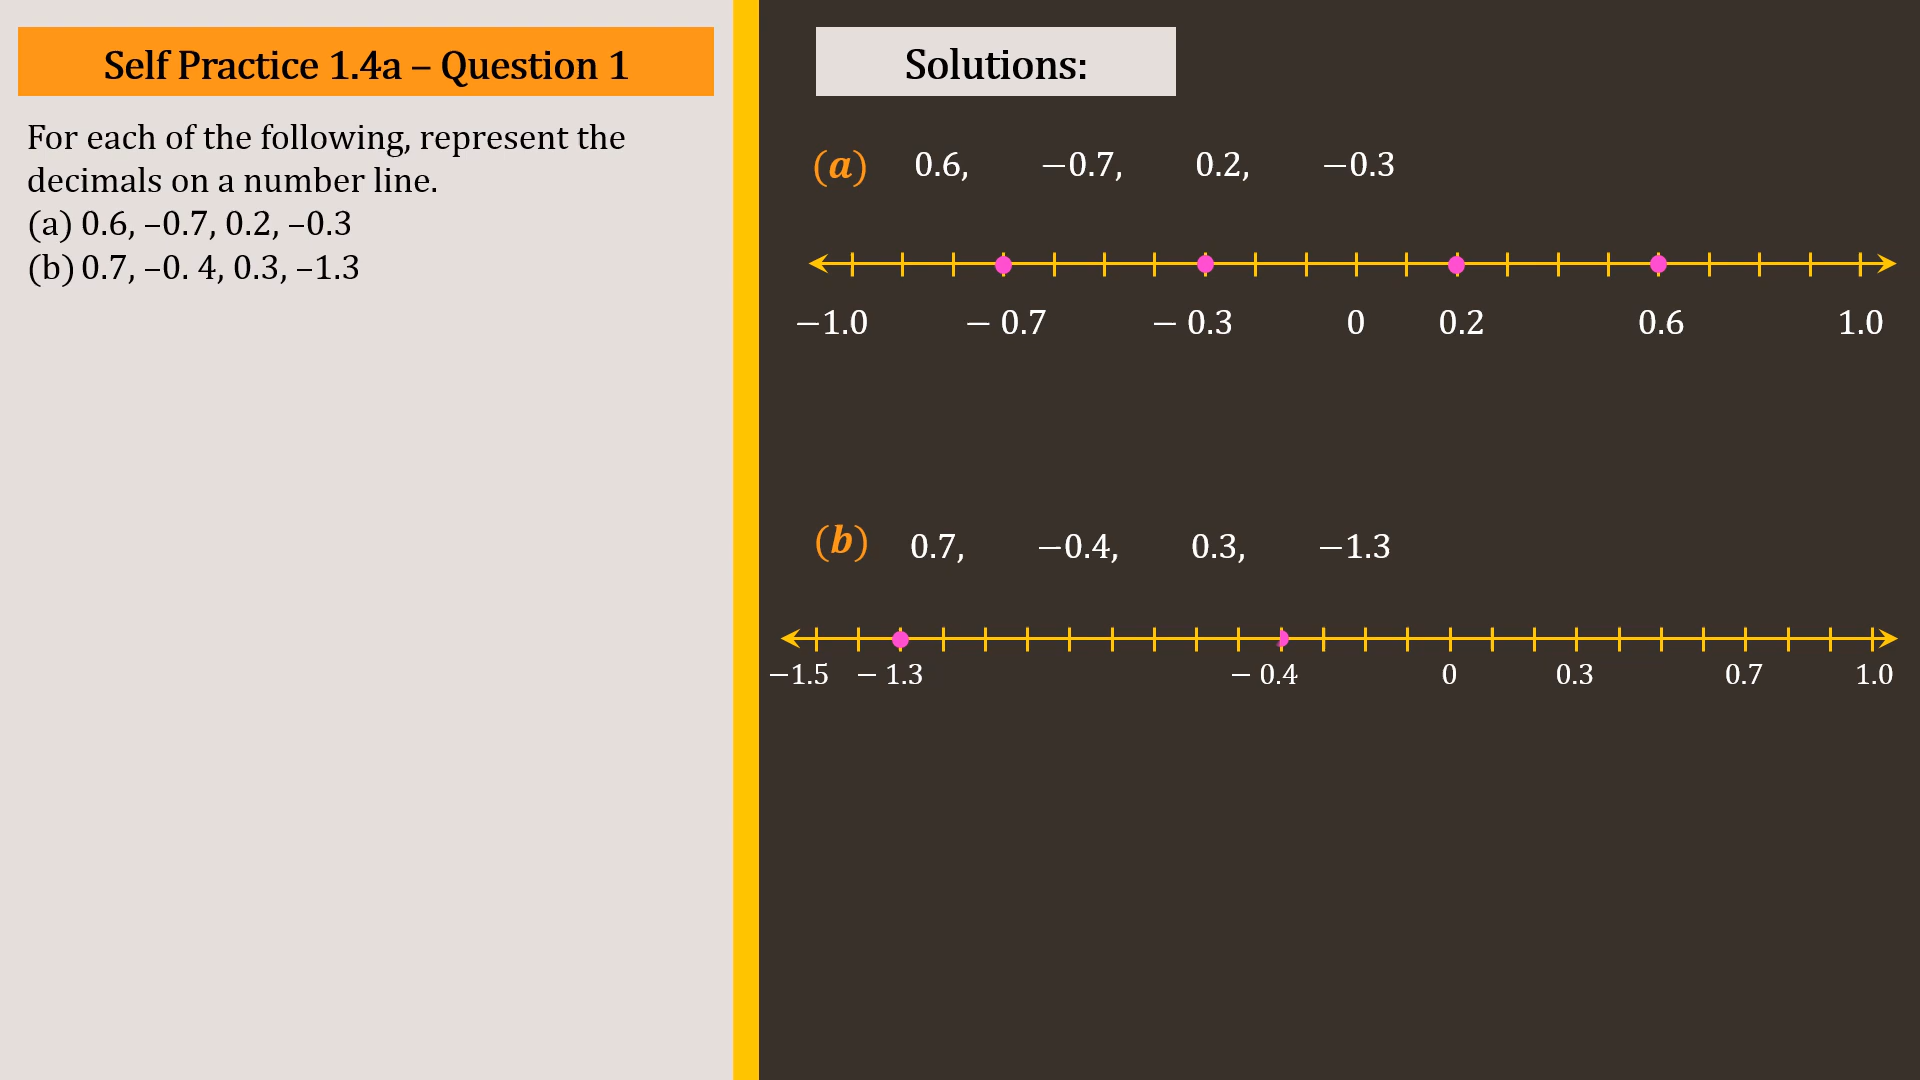 Self Practice 1.4a – Question 1
For each of the following, represent the
decimals on a number line.
(a) 0.6, –0.7, 0.2, –0.3
(b) 0.7, –0. 4, 0.3, –1.3
Solutions:
(a) 0.6, −0.7, 0.2, −0.3
−1.0 − 0.7 − 0.3 0 0.2 0.6 1.0
(b) 0.7, −0.4, 0.3, −1.3
−1.5 − 1.3 − 0.4 0 0.3 0.7 1.0